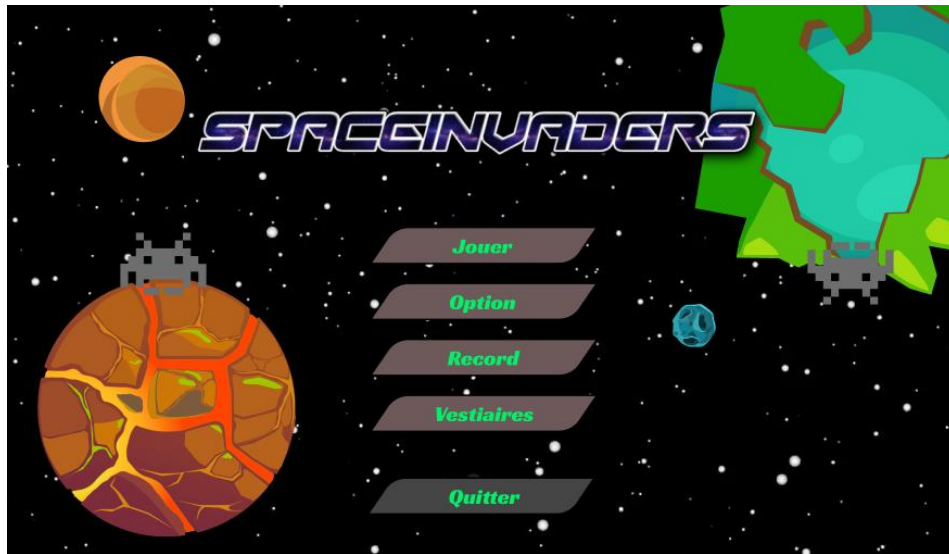 SPACEINVADERS
Jouer
Option
Record
Vestiaires
Quitter